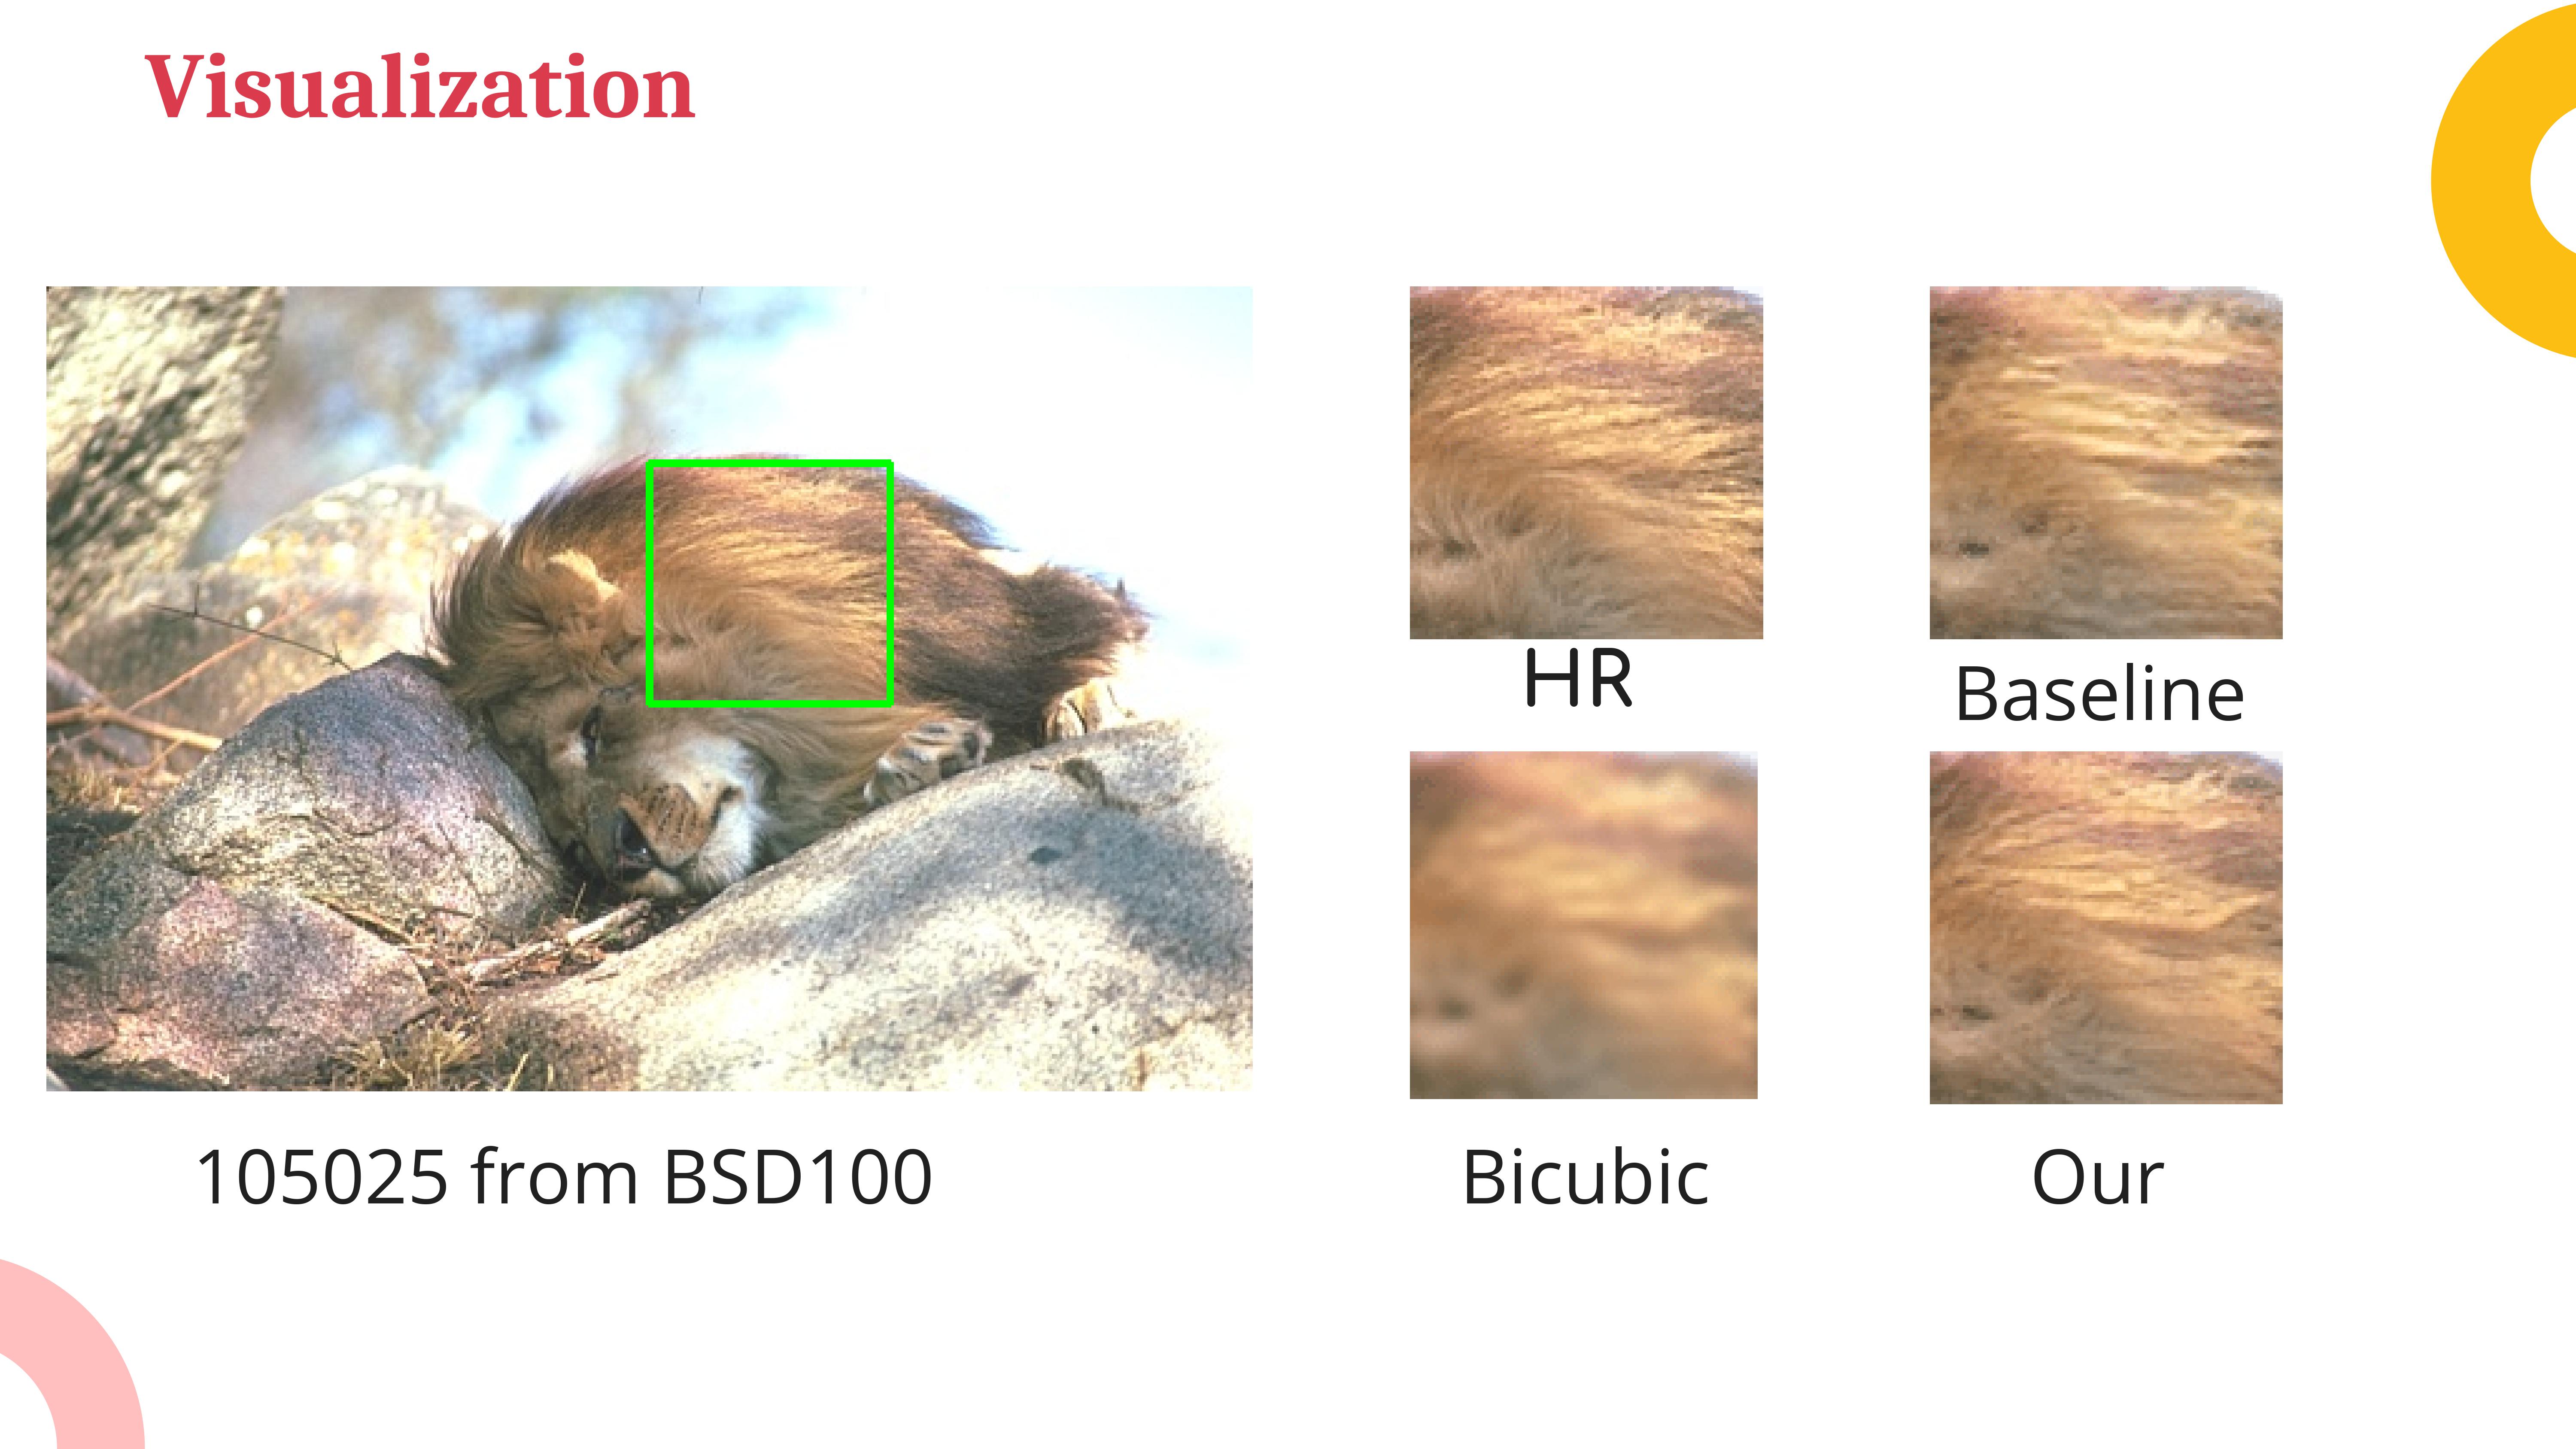 Visualization
HR
Baseline
105025 from BSD100
Bicubic
Our